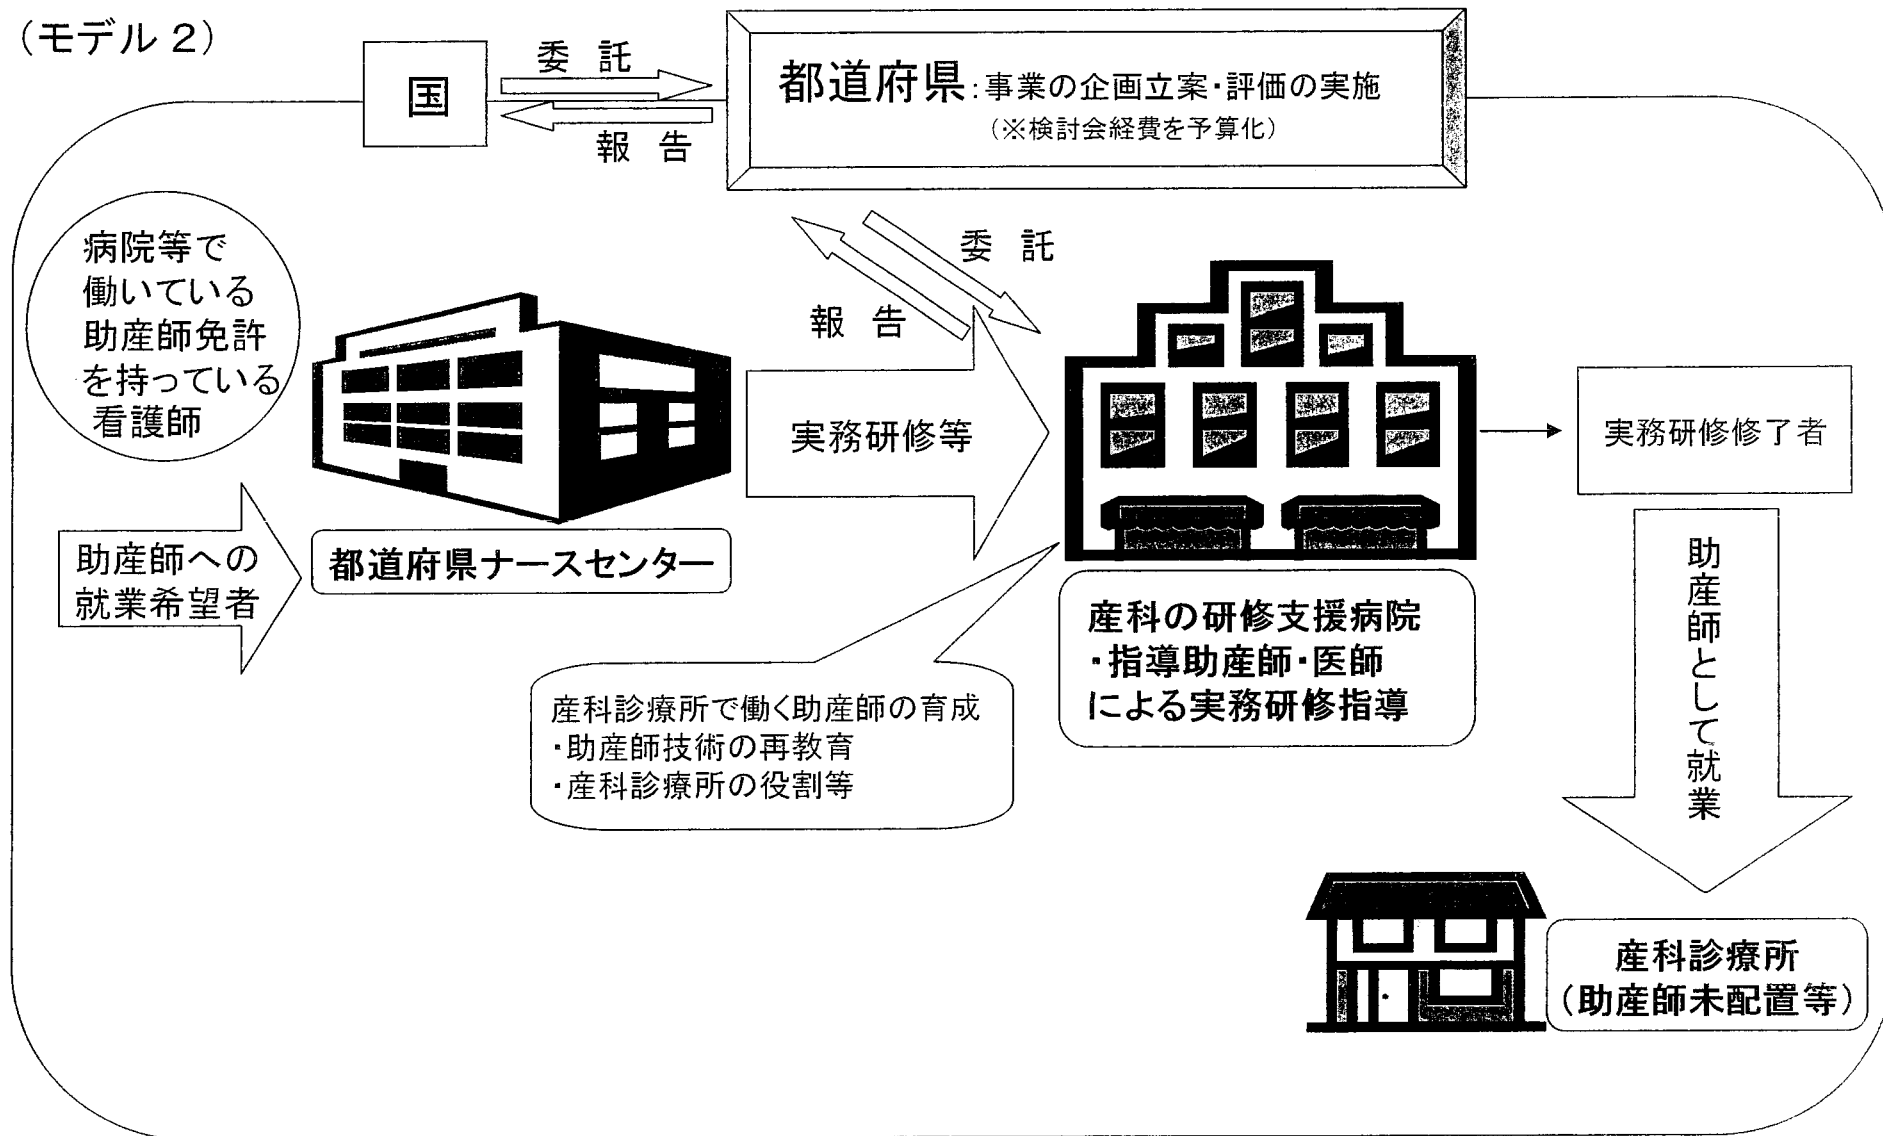 (モデル 2)
国
委 託
報 告
都道府県:事業の企画立案・評価の実施
(※検討会経費を予算化)
病院等で
働いている
助産師免許
を持っている
看護師
委 託
報 告
実務研修等
実務研修修了者
助産師への
就業希望者
都道府県ナースセンター
産科の研修支援病院
・指導助産師・医師
による実務研修指導
助産師として就業
産科診療所で働く助産師の育成
・助産師技術の再教育
・産科診療所の役割等
産科診療所
(助産師未配置等)